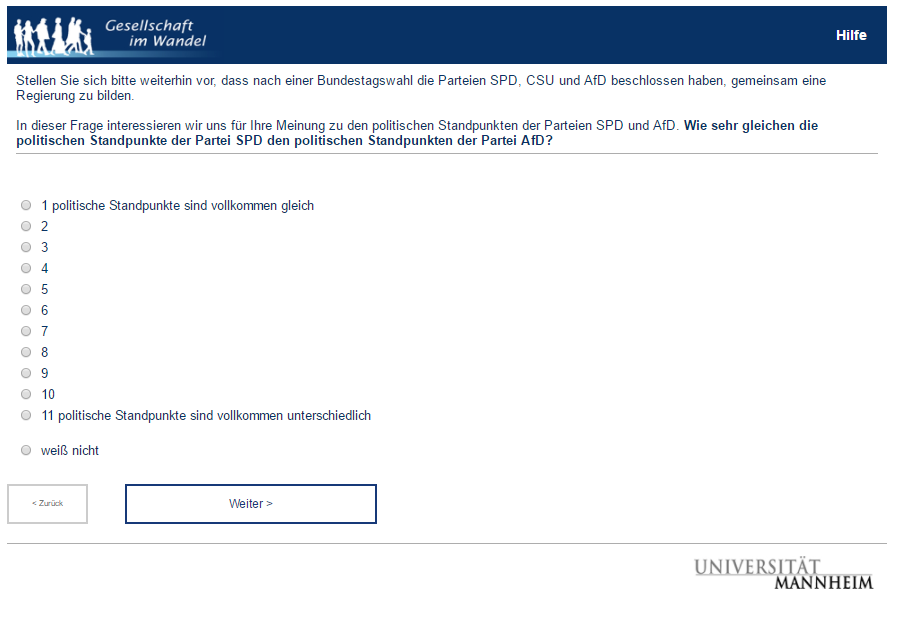 Gesellschaft
im Wandel
Hilfe
Stellen Sie sich bitte weiterhin vor, dass nach einer Bundestagswahl die Parteien SPD, CSU und AfD beschlossen haben, gemeinsam eine
Regierung zu bilden.
In dieser Frage interessieren wir uns für Ihre Meinung zu den politischen Standpunkten der Parteien SPD und AfD. Wie sehr gleichen die
politischen Standpunkte der Partei SPD den politischen Standpunkten der Partei AfD?
1 politische Standpunkte sind vollkommen gleich
2
3
4
5
6
7
8
9
10
11 politische Standpunkte sind vollkommen unterschiedlich
weiß nicht
< Zurück
Weiter >
UNIVERSITÄT
MANNHEIM